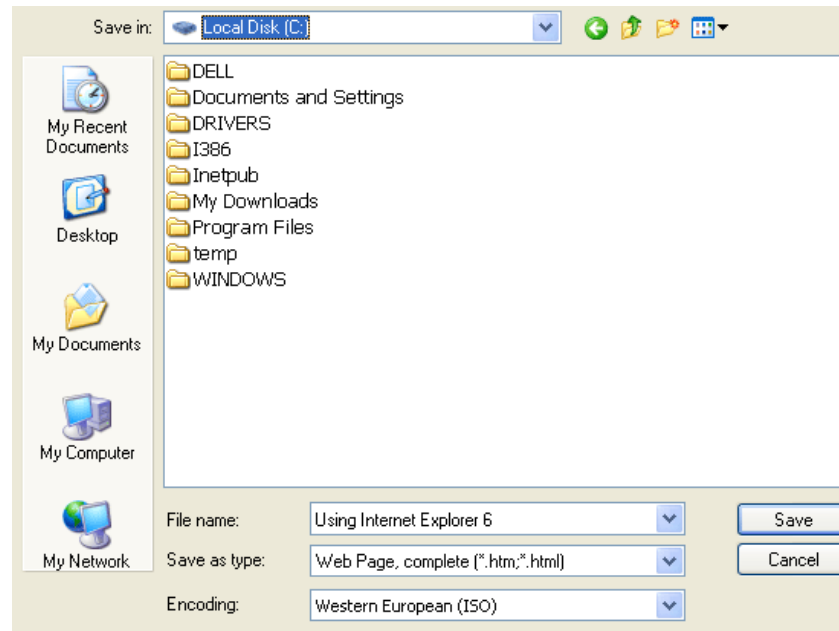 Save in: Local Disk (C:)
My Recent
Documents
Desktop
My Documents
My Computer
My Network
DELL
Documents and Settings
DRIVERS
I386
Inetpub
My Downloads
Program Files
temp
WINDOWS
File name: Using Internet Explorer 6 Save
Save as type: Web Page, complete (*.htm;*.html) Cancel
Encoding: Western European (ISO)